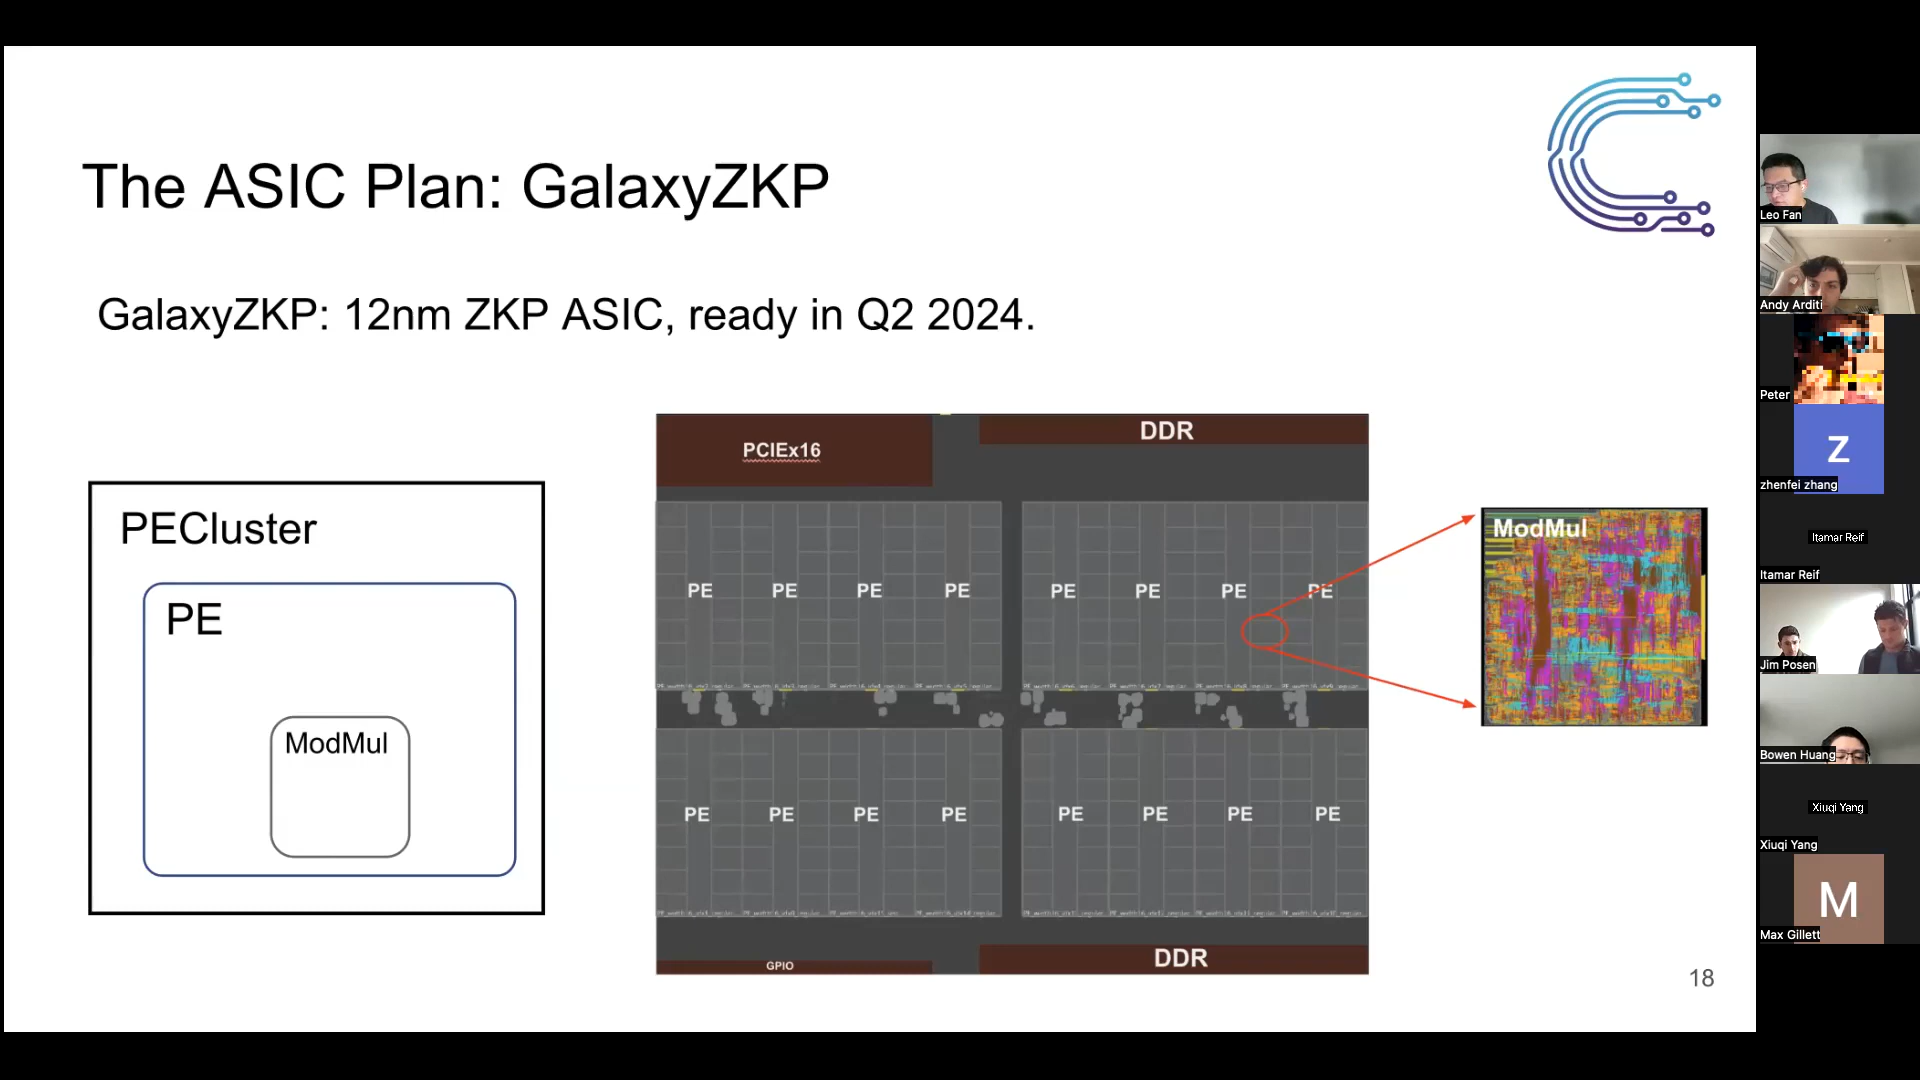 The ASIC Plan: GalaxyZKP
GalaxyZKP: 12nm ZKP ASIC, ready in Q2 2024.
PECluster
PE
ModMul
PCIEx16
DDR
PE PE PE PE PE PE PE PE
PE PE PE PE PE PE PE PE
GPIO
DDR
ModMul
18
Leo Fan
Andy Arditi
Peter
Z
zhenfei zhang
Itamar Reif
Itamar Reif
Jim Posen
Bowen Huang
Xiuqi Yang
Xiuqi Yang
M
Max Gillett